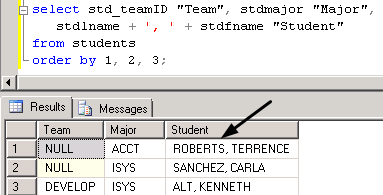 select std_teamID "Team", stdmajor "Major",
stdlname + ', ' + stdfname "Student"
from students
order by 1, 2, 3;
Results Messages
Team Major Student
1 NULL ACCT ROBERTS, TERRENCE
2 NULL ISYS SANCHEZ, CARLA
3 DEVELOP ISYS ALT, KENNETH